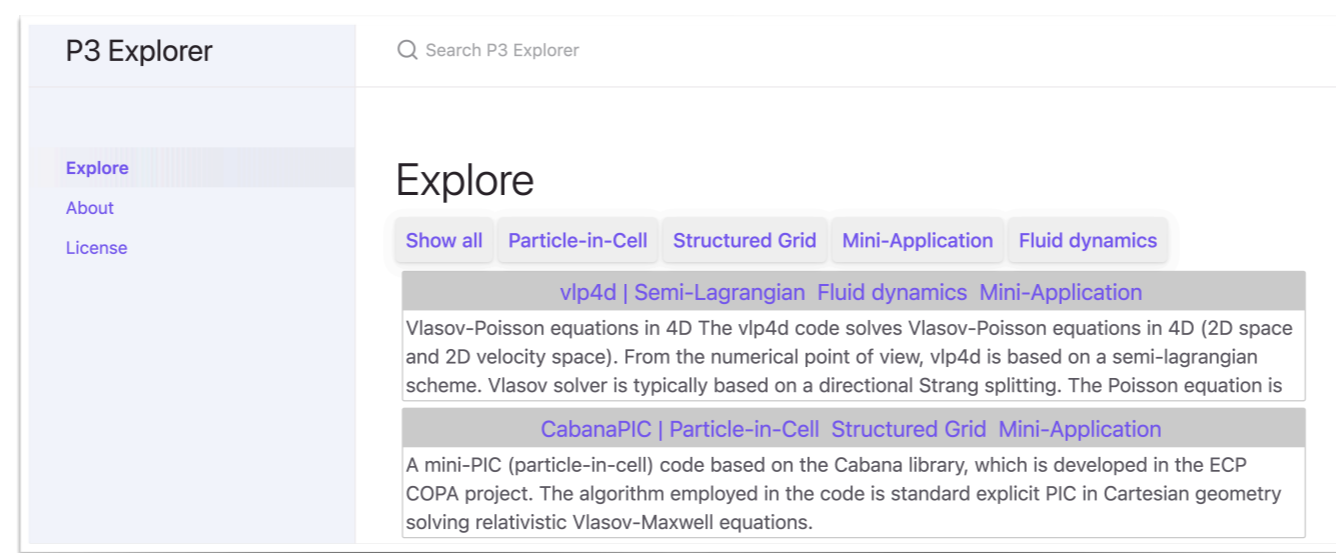 P3 Explorer
Search P3 Explorer
Explore
About
License
Explore
Show all Particle-in-Cell Structured Grid Mini-Application Fluid dynamics
vlp4d | Semi-Lagrangian Fluid dynamics Mini-Application
Vlasov-Poisson equations in 4D The vlp4d code solves Vlasov-Poisson equations in 4D (2D space
and 2D velocity space). From the numerical point of view, vlp4d is based on a semi-lagrangian
scheme. Vlasov solver is typically based on a directional Strang splitting. The Poisson equation is
CabanaPIC | Particle-in-Cell Structured Grid Mini-Application
A mini-PIC (particle-in-cell) code based on the Cabana library, which is developed in the ECP
COPA project. The algorithm employed in the code is standard explicit PIC in Cartesian geometry
solving relativistic Vlasov-Maxwell equations.